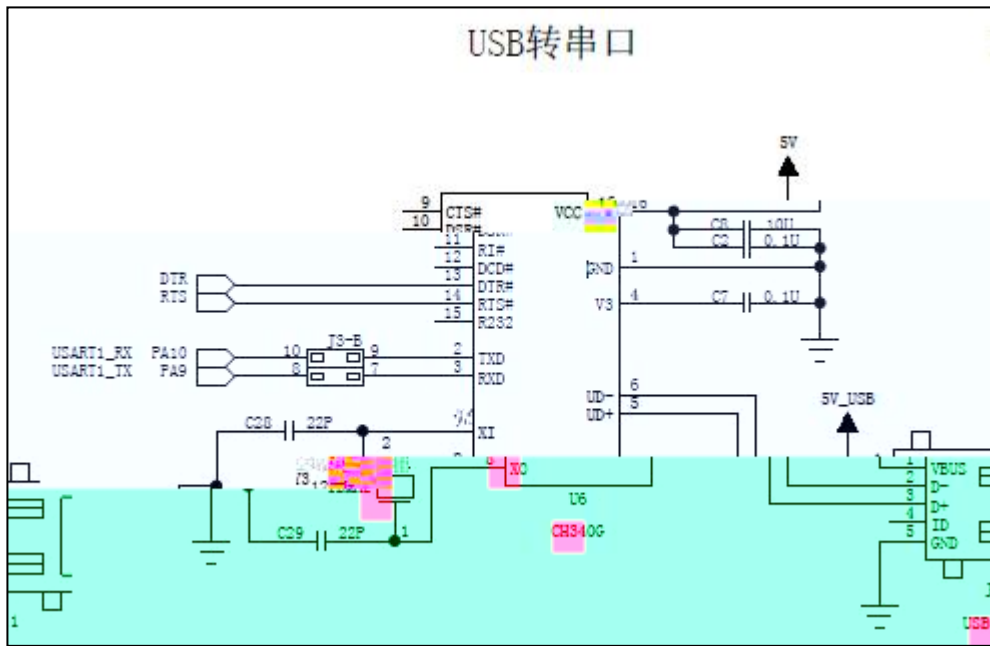 USB转串口
5V
9 CTS# VCC
10 DSR# C8 10U
11 RI# C2 0.1U
12 DCD# GND 1
13 DTR# DTR
14 RTS# RTS V3 4 C7 0.1U
15 R232
J3-B
USART1_RX PA10 10 9 2 TXD
USART1_TX PA9 8 7 3 RXD
UD- 6
UD+ 5
5V_USB
C28 22P XI
2
XO
1 VBUS
2 D-
3 D+
4 ID
5 GND
U6
CH340G
C29 22P 1
1
USB